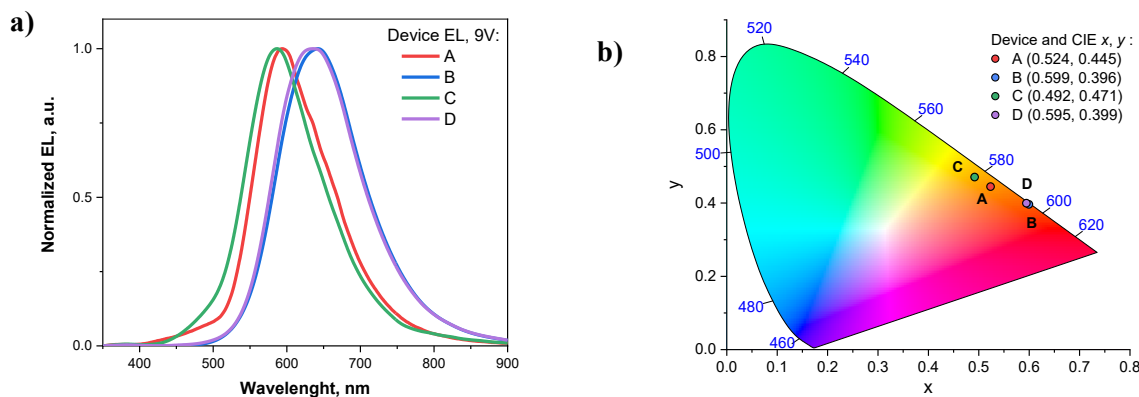 a)
Device EL, 9V:
A
B
C
D
Normalized EL, a.u.
1.0
0.5
0.0
400
500
600
700
800
900
Wavelenght, nm
b)
Device and CIE x, y :
A (0.524, 0.445)
B (0.599, 0.396)
C (0.492, 0.471)
D (0.595, 0.399)
520
540
560
580
600
620
500
480
460
C
A
D
B
y
0.8
0.6
0.4
0.2
0.0
0.0
0.1
0.2
0.3
0.4
0.5
0.6
0.7
0.8
x